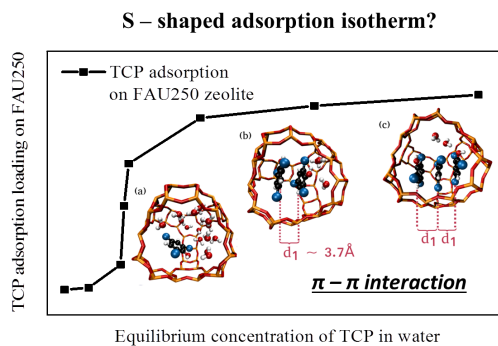 S – shaped adsorption isotherm?
TCP adsorption loading on FAU250
TCP adsorption
on FAU250 zeolite
(a)
(b)
(c)
d1 ~ 3.7Å
d1 d1
π – π interaction
Equilibrium concentration of TCP in water